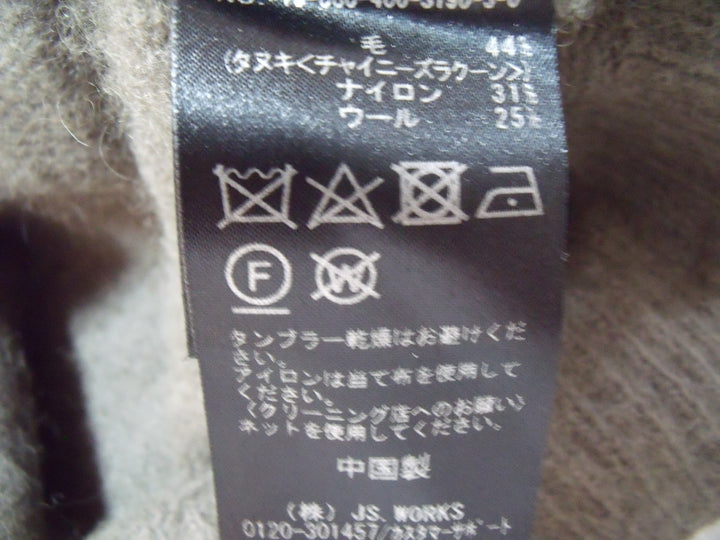 毛 44%
(タヌキ<チャイニーズラクーン>)
ナイロン 31%
ウール 25%
F W
タンブラー乾燥はお避けくだ
さい。
アイロンは当て布を使用して
ください。
〈クリーニング店へのお願い〉
ネットを使用してください。
中国製
(株) JS.WORKS
0120-301457/カスタマーサポート